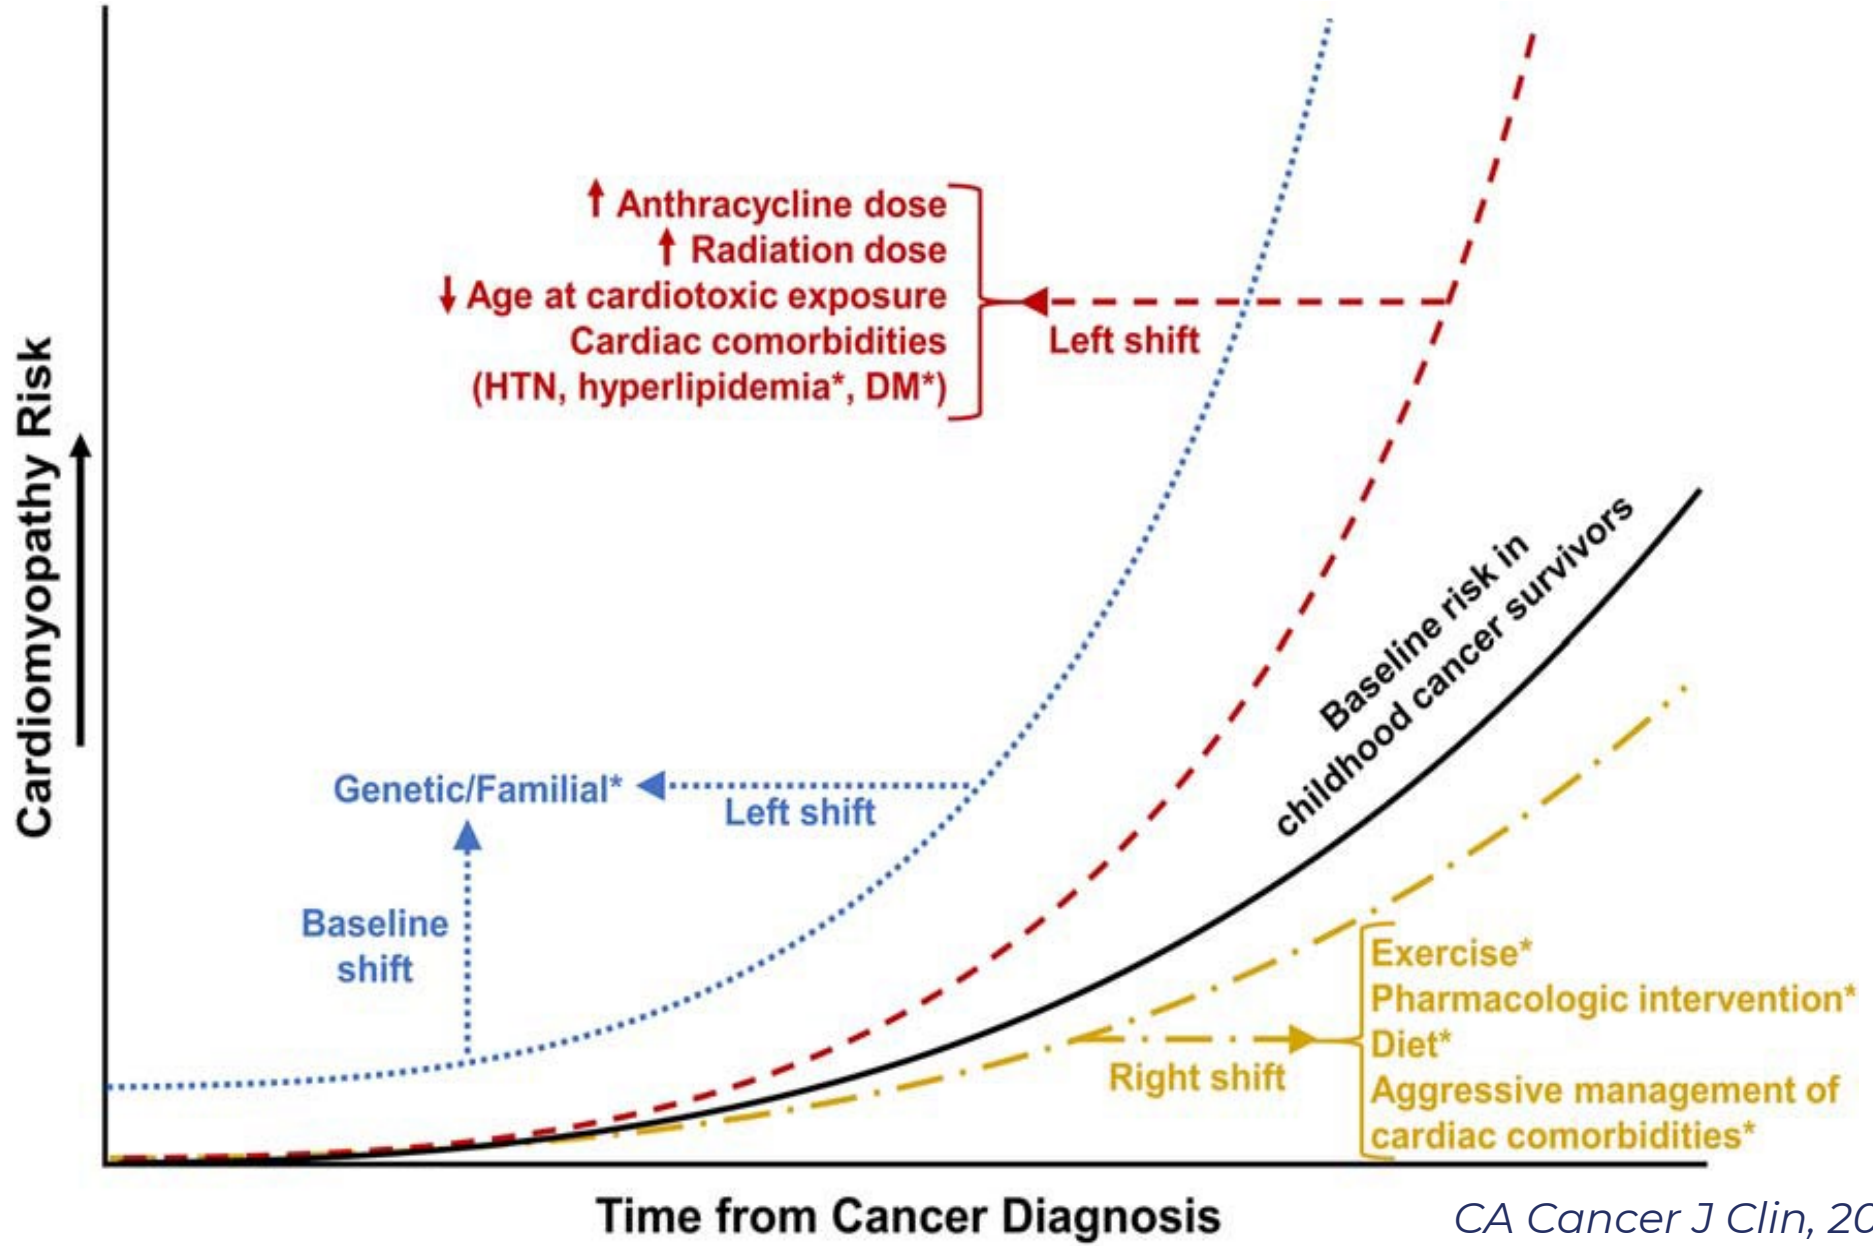 ↑ Anthracycline dose
↑ Radiation dose
↓ Age at cardiotoxic exposure
Cardiac comorbidities
(HTN, hyperlipidemia*, DM*)
Left shift
Cardiomyopathy Risk
Baseline risk in
childhood cancer survivors
Genetic/Familial*
Left shift
Baseline
shift
Exercise*
Pharmacologic intervention*
Diet*
Aggressive management of
cardiac comorbidities*
Right shift
Time from Cancer Diagnosis
CA Cancer J Clin, 20